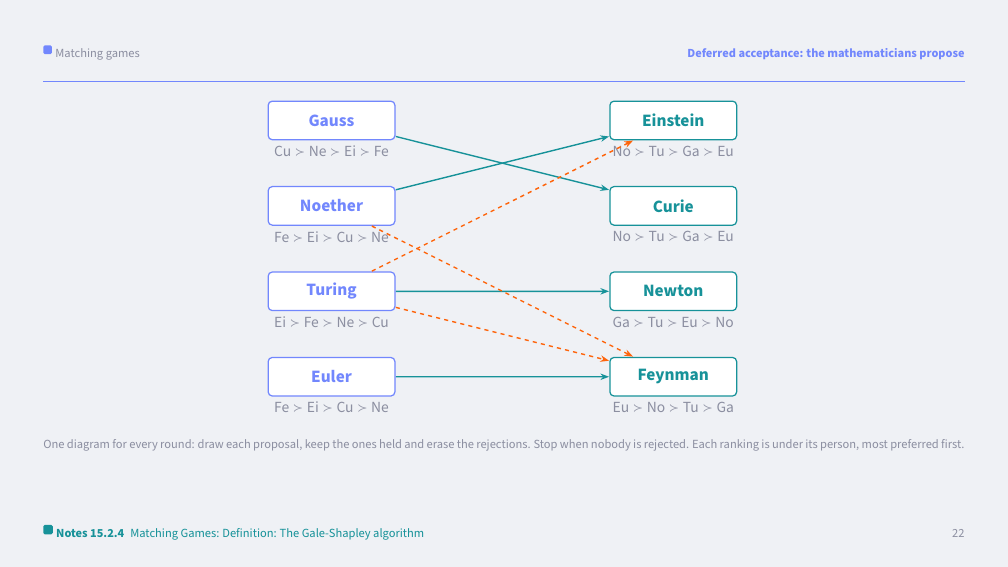 Matching games
Deferred acceptance: the mathematicians propose
Gauss
Einstein
Cu ≻ Ne ≻ Ei ≻ Fe
No ≻ Tu ≻ Ga ≻ Eu
Noether
Curie
Fe ≻ Ei ≻ Cu ≻ Ne
No ≻ Tu ≻ Ga ≻ Eu
Turing
Newton
Ei ≻ Fe ≻ Ne ≻ Cu
Ga ≻ Tu ≻ Eu ≻ No
Euler
Feynman
Fe ≻ Ei ≻ Cu ≻ Ne
Eu ≻ No ≻ Tu ≻ Ga
One diagram for every round: draw each proposal, keep the ones held and erase the rejections. Stop when nobody is rejected. Each ranking is under its person, most preferred first.
Notes 15.2.4 Matching Games: Definition: The Gale-Shapley algorithm
22